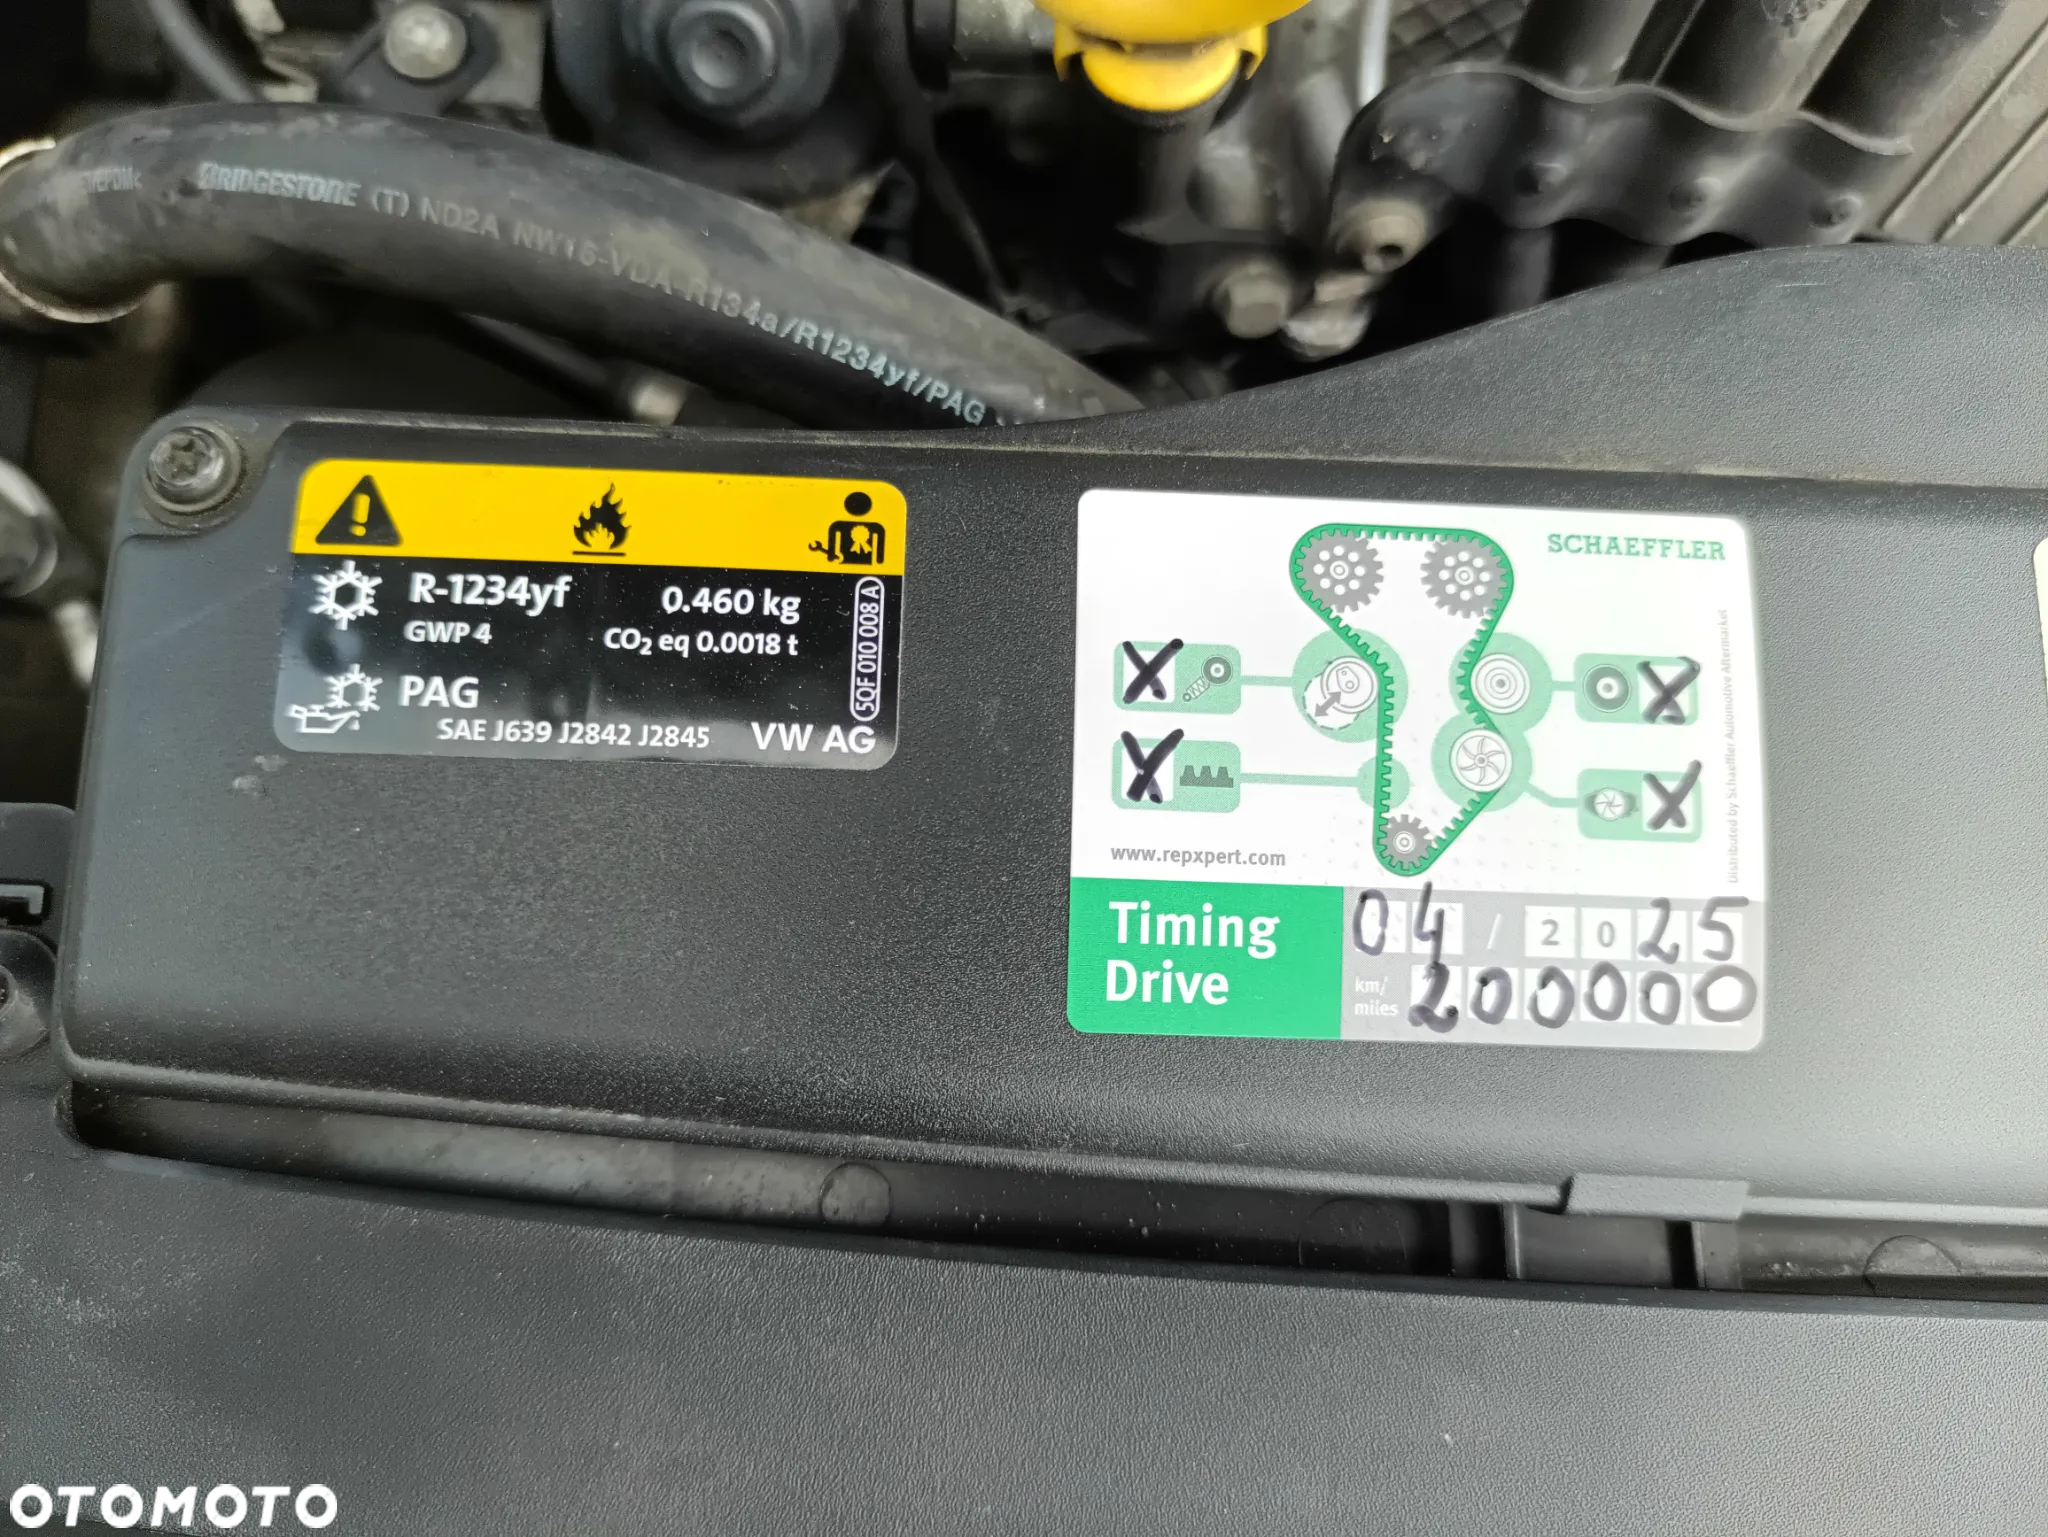 BRIDGESTONE (T) ND2A NW16-VDA-R134a/R1234yf/PAG
R-1234yf 0.460 kg
GWP 4 CO2 eq 0.0018 t
PAG
SAE J639 J2842 J2845 VW AG
5QF 010 008 A
SCHAEFFLER
X X
X X
www.repxpert.com
Distributed by Schaeffler Automotive Aftermarket
Timing
Drive
04 / 2025
km/
miles
200000
OTOMOTO